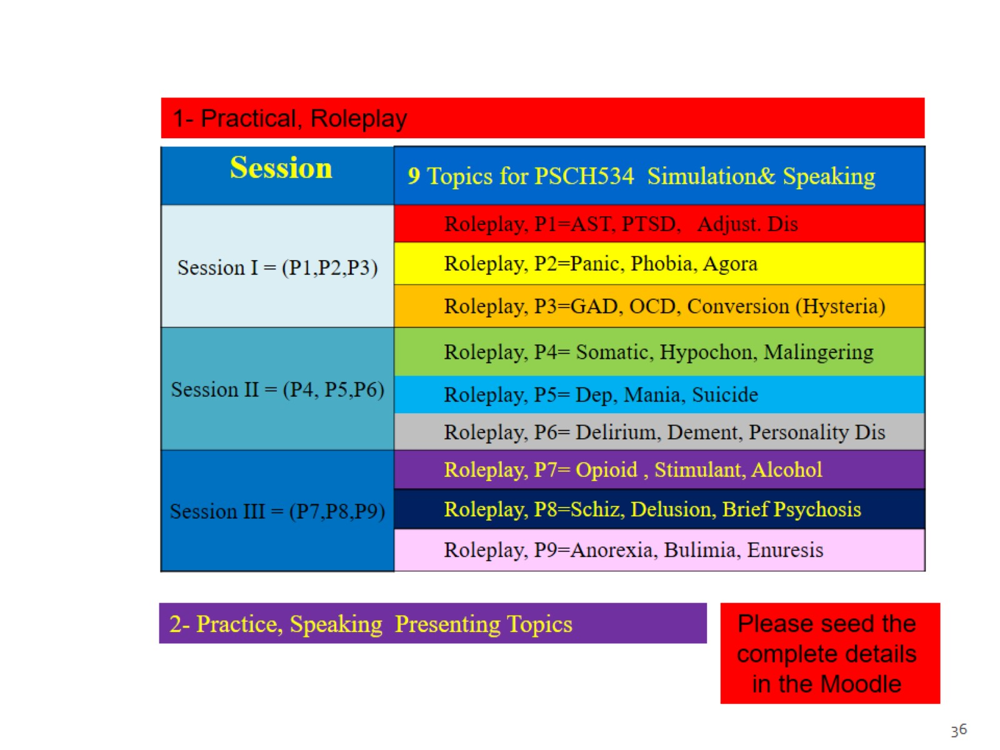 1- Practical, Roleplay
Session
9 Topics for PSCH534 Simulation& Speaking
Session I = (P1,P2,P3)
Roleplay, P1=AST, PTSD, Adjust. Dis
Roleplay, P2=Panic, Phobia, Agora
Roleplay, P3=GAD, OCD, Conversion (Hysteria)
Session II = (P4, P5,P6)
Roleplay, P4= Somatic, Hypochon, Malingering
Roleplay, P5= Dep, Mania, Suicide
Roleplay, P6= Delirium, Dement, Personality Dis
Session III = (P7,P8,P9)
Roleplay, P7= Opioid , Stimulant, Alcohol
Roleplay, P8=Schiz, Delusion, Brief Psychosis
Roleplay, P9=Anorexia, Bulimia, Enuresis
2- Practice, Speaking Presenting Topics
Please seed the
complete details
in the Moodle
36